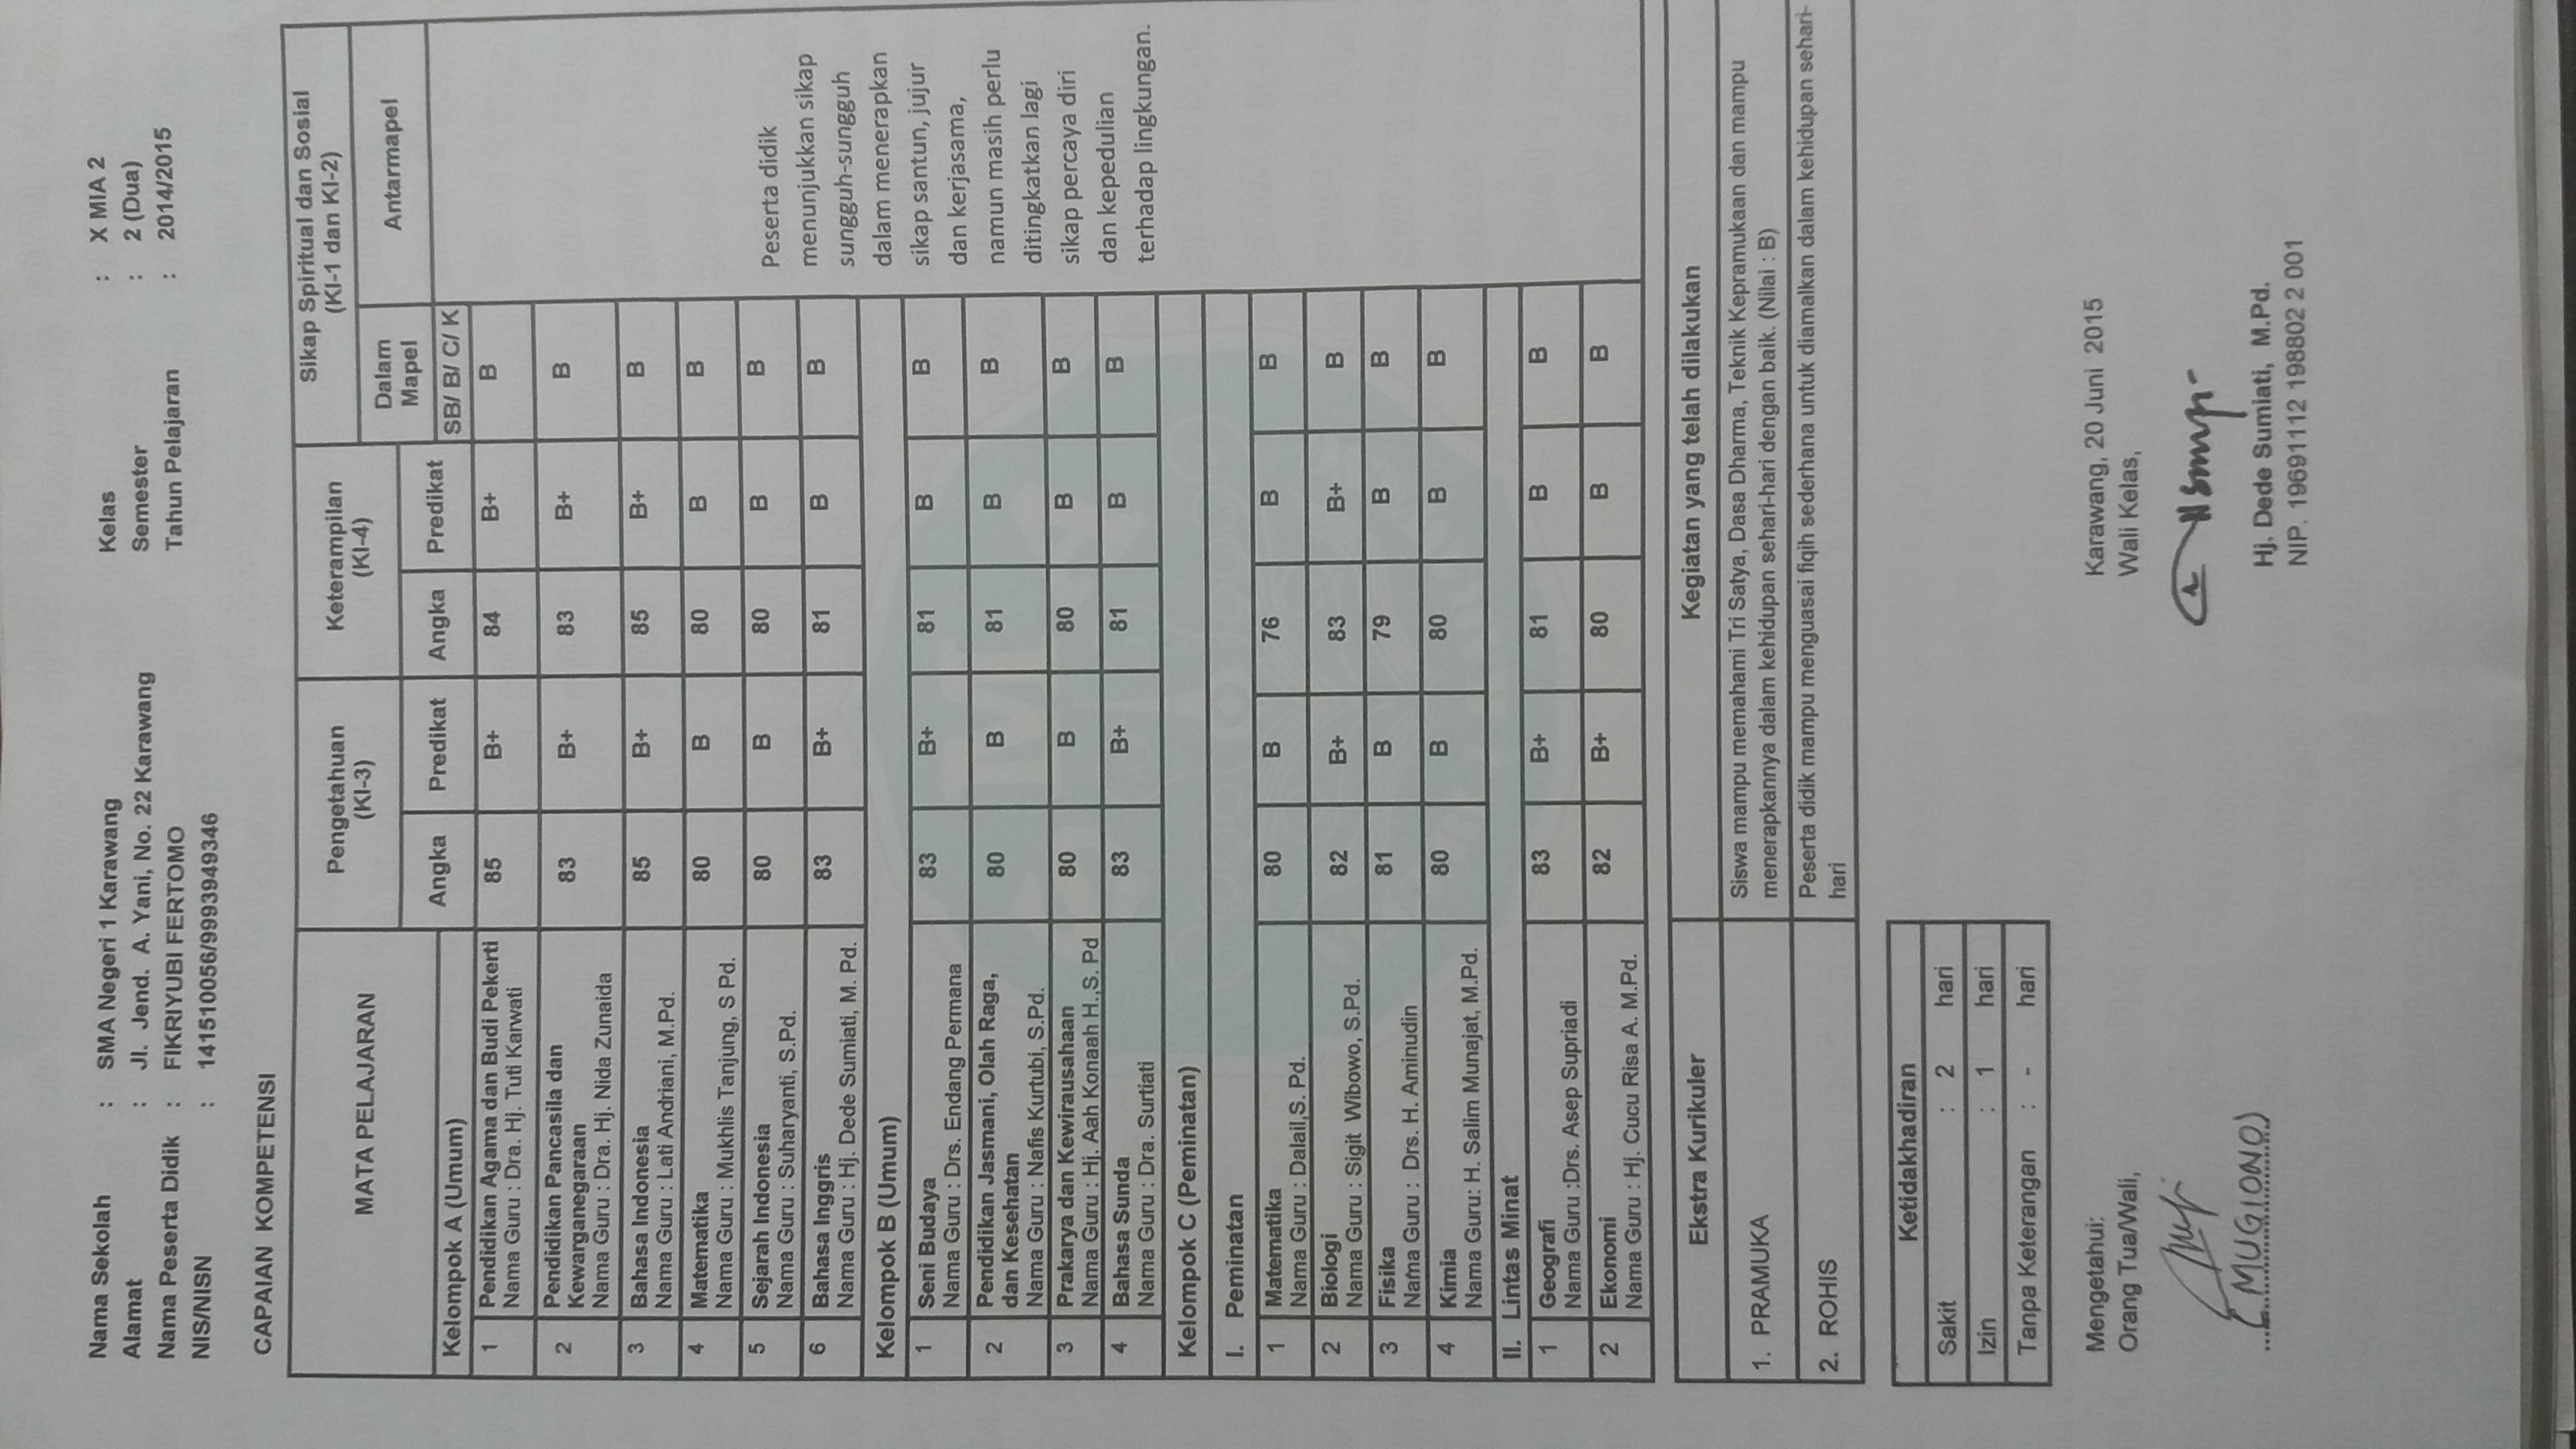 Nama Sekolah : SMA Negeri 1 Karawang Kelas : X MIA 2
Alamat : Jl. Jend. A. Yani, No. 22 Karawang Semester : 2 (Dua)
Nama Peserta Didik : FIKRIYUBI FERTOMO Tahun Pelajaran : 2014/2015
NIS/NISN : 141510056/9993949346
CAPAIAN KOMPETENSI
MATA PELAJARAN
Pengetahuan
(KI-3)
Keterampilan
(KI-4)
Sikap Spiritual dan Sosial
(KI-1 dan KI-2)
Dalam
Mapel
Antarmapel
Angka Predikat Angka Predikat
SB/ B/ C/ K
Kelompok A (Umum)
1 Pendidikan Agama dan Budi Pekerti 85 B+ 84 B+ B
Nama Guru : Dra. Hj. Tuti Karwati
2 Pendidikan Pancasila dan
Kewarganegaraan 83 B+ 83 B+ B
Nama Guru : Dra. Hj. Nida Zunaida
3 Bahasa Indonesia 85 B+ 85 B+ B
Nama Guru : Lati Andriani, M.Pd.
4 Matematika 80 B 80 B B
Nama Guru : Mukhlis Tanjung, S Pd.
5 Sejarah Indonesia 80 B 80 B B
Nama Guru : Suharyanti, S.Pd.
6 Bahasa Inggris 83 B+ 81 B B
Nama Guru : Hj. Dede Sumiati, M. Pd.
Kelompok B (Umum)
1 Seni Budaya 83 B+ 81 B B
Nama Guru : Drs. Endang Permana
2 Pendidikan Jasmani, Olah Raga,
dan Kesehatan 80 B 81 B B
Nama Guru : Nafis Kurtubi, S.Pd.
3 Prakarya dan Kewirausahaan 80 B 80 B B
Nama Guru : Hj. Aah Konaah H.,S. Pd
4 Bahasa Sunda 83 B+ 81 B B
Nama Guru : Dra. Surtiati
Kelompok C (Peminatan)
I. Peminatan
1 Matematika 80 B 76 B B
Nama Guru : Dalail,S. Pd.
2 Biologi 82 B+ 83 B+ B
Nama Guru : Sigit Wibowo, S.Pd.
3 Fisika 81 B 79 B B
Nama Guru : Drs. H. Aminudin
4 Kimia 80 B 80 B B
Nama Guru: H. Salim Munajat, M.Pd.
II. Lintas Minat
1 Geografi 83 B+ 81 B B
Nama Guru :Drs. Asep Supriadi
2 Ekonomi 82 B+ 80 B B
Nama Guru : Hj. Cucu Risa A. M.Pd.
Peserta didik
menunjukkan sikap
sungguh-sungguh
dalam menerapkan
sikap santun, jujur
dan kerjasama,
namun masih perlu
ditingkatkan lagi
sikap percaya diri
dan kepedulian
terhadap lingkungan.
Ekstra Kurikuler Kegiatan yang telah dilakukan
1. PRAMUKA
Siswa mampu memahami Tri Satya, Dasa Dharma, Teknik Kepramukaan dan mampu
menerapkannya dalam kehidupan sehari-hari dengan baik. (Nilai : B)
2. ROHIS
Peserta didik mampu menguasai fiqih sederhana untuk diamalkan dalam kehidupan sehari-
hari
Ketidakhadiran
Sakit : 2 hari
Izin : 1 hari
Tanpa Keterangan : - hari
Mengetahui:
Orang Tua/Wali,
(MUGIONO)
Karawang, 20 Juni 2015
Wali Kelas,
Hj. Dede Sumiati, M.Pd.
NIP. 19691112 198802 2 001